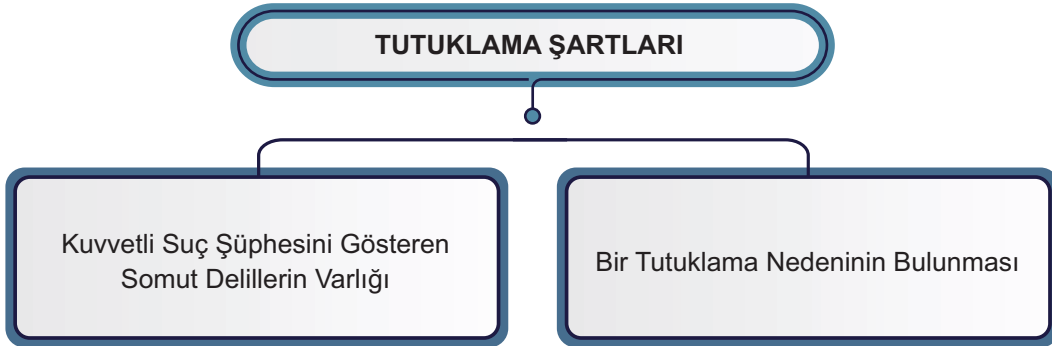 TUTUKLAMA ŞARTLARI
Kuvvetli Suç Şüphesini Gösteren
Somut Delillerin Varlığı
Bir Tutuklama Nedeninin Bulunması